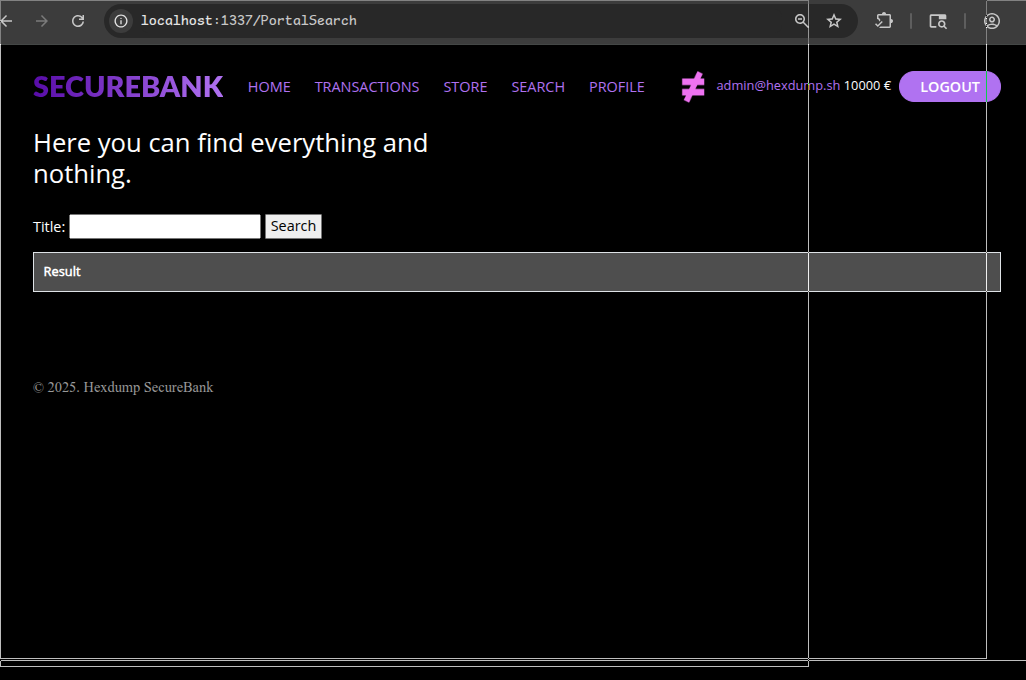 localhost:1337/PortalSearch
SECUREBANK HOME TRANSACTIONS STORE SEARCH PROFILE admin@hexdump.sh 10000 € LOGOUT
Here you can find everything and
nothing.
Title: Search
Result
© 2025. Hexdump SecureBank